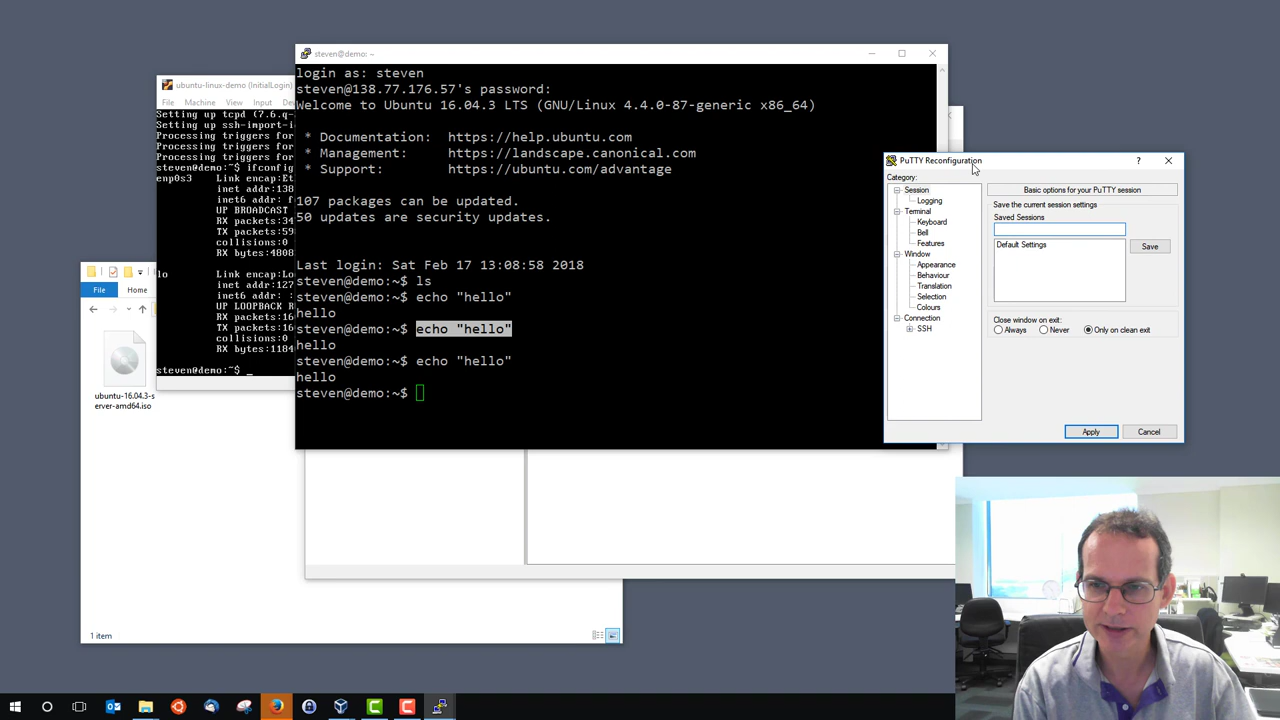 steven@demo: ~
login as: steven
steven@138.77.176.57's password:
Welcome to Ubuntu 16.04.3 LTS (GNU/Linux 4.4.0-87-generic x86_64)
* Documentation:  https://help.ubuntu.com
* Management:     https://landscape.canonical.com
* Support:        https://ubuntu.com/advantage
107 packages can be updated.
50 updates are security updates.
Last login: Sat Feb 17 13:08:58 2018
steven@demo:~$ ls
steven@demo:~$ echo "hello"
hello
steven@demo:~$ echo "hello"
hello
steven@demo:~$ echo "hello"
hello
steven@demo:~$
ubuntu-linux-demo (InitialLogin)
File Machine View Input
Setting up tcpd (7.6.q-
Setting up ssh-import-i
Processing triggers for
Processing triggers for
Processing triggers for
steven@demo:~$ ifconfig
enp0s3 Link encap:Et
inet addr:138
inet6 addr: f
UP BROADCAST
RX packets:34
TX packets:59
collisions:0
RX bytes:4808
lo Link encap:Lo
inet addr:127
inet6 addr: :
UP LOOPBACK R
RX packets:16
TX packets:16
collisions:0
RX bytes:1184
steven@demo:~$ _
File Home
ubuntu-16.04.3-s
erver-amd64.iso
1 item
PuTTY Reconfiguration
?
Category:
Session
Logging
Terminal
Keyboard
Bell
Features
Window
Appearance
Behaviour
Translation
Selection
Colours
Connection
SSH
Basic options for your PuTTY session
Save the current session settings
Saved Sessions
Default Settings
Save
Close window on exit:
Always Never Only on clean exit
Apply Cancel